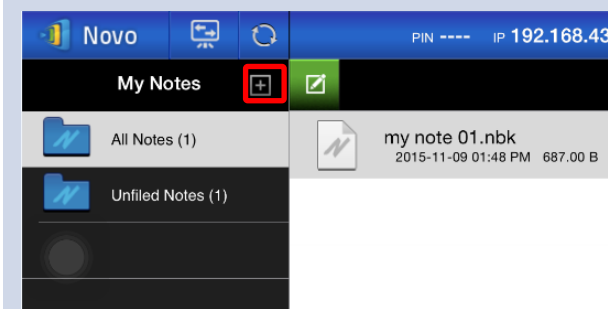 Novo
PIN ---- IP 192.168.43
My Notes
All Notes (1)
Unfiled Notes (1)
my note 01.nbk
2015-11-09 01:48 PM 687.00 B